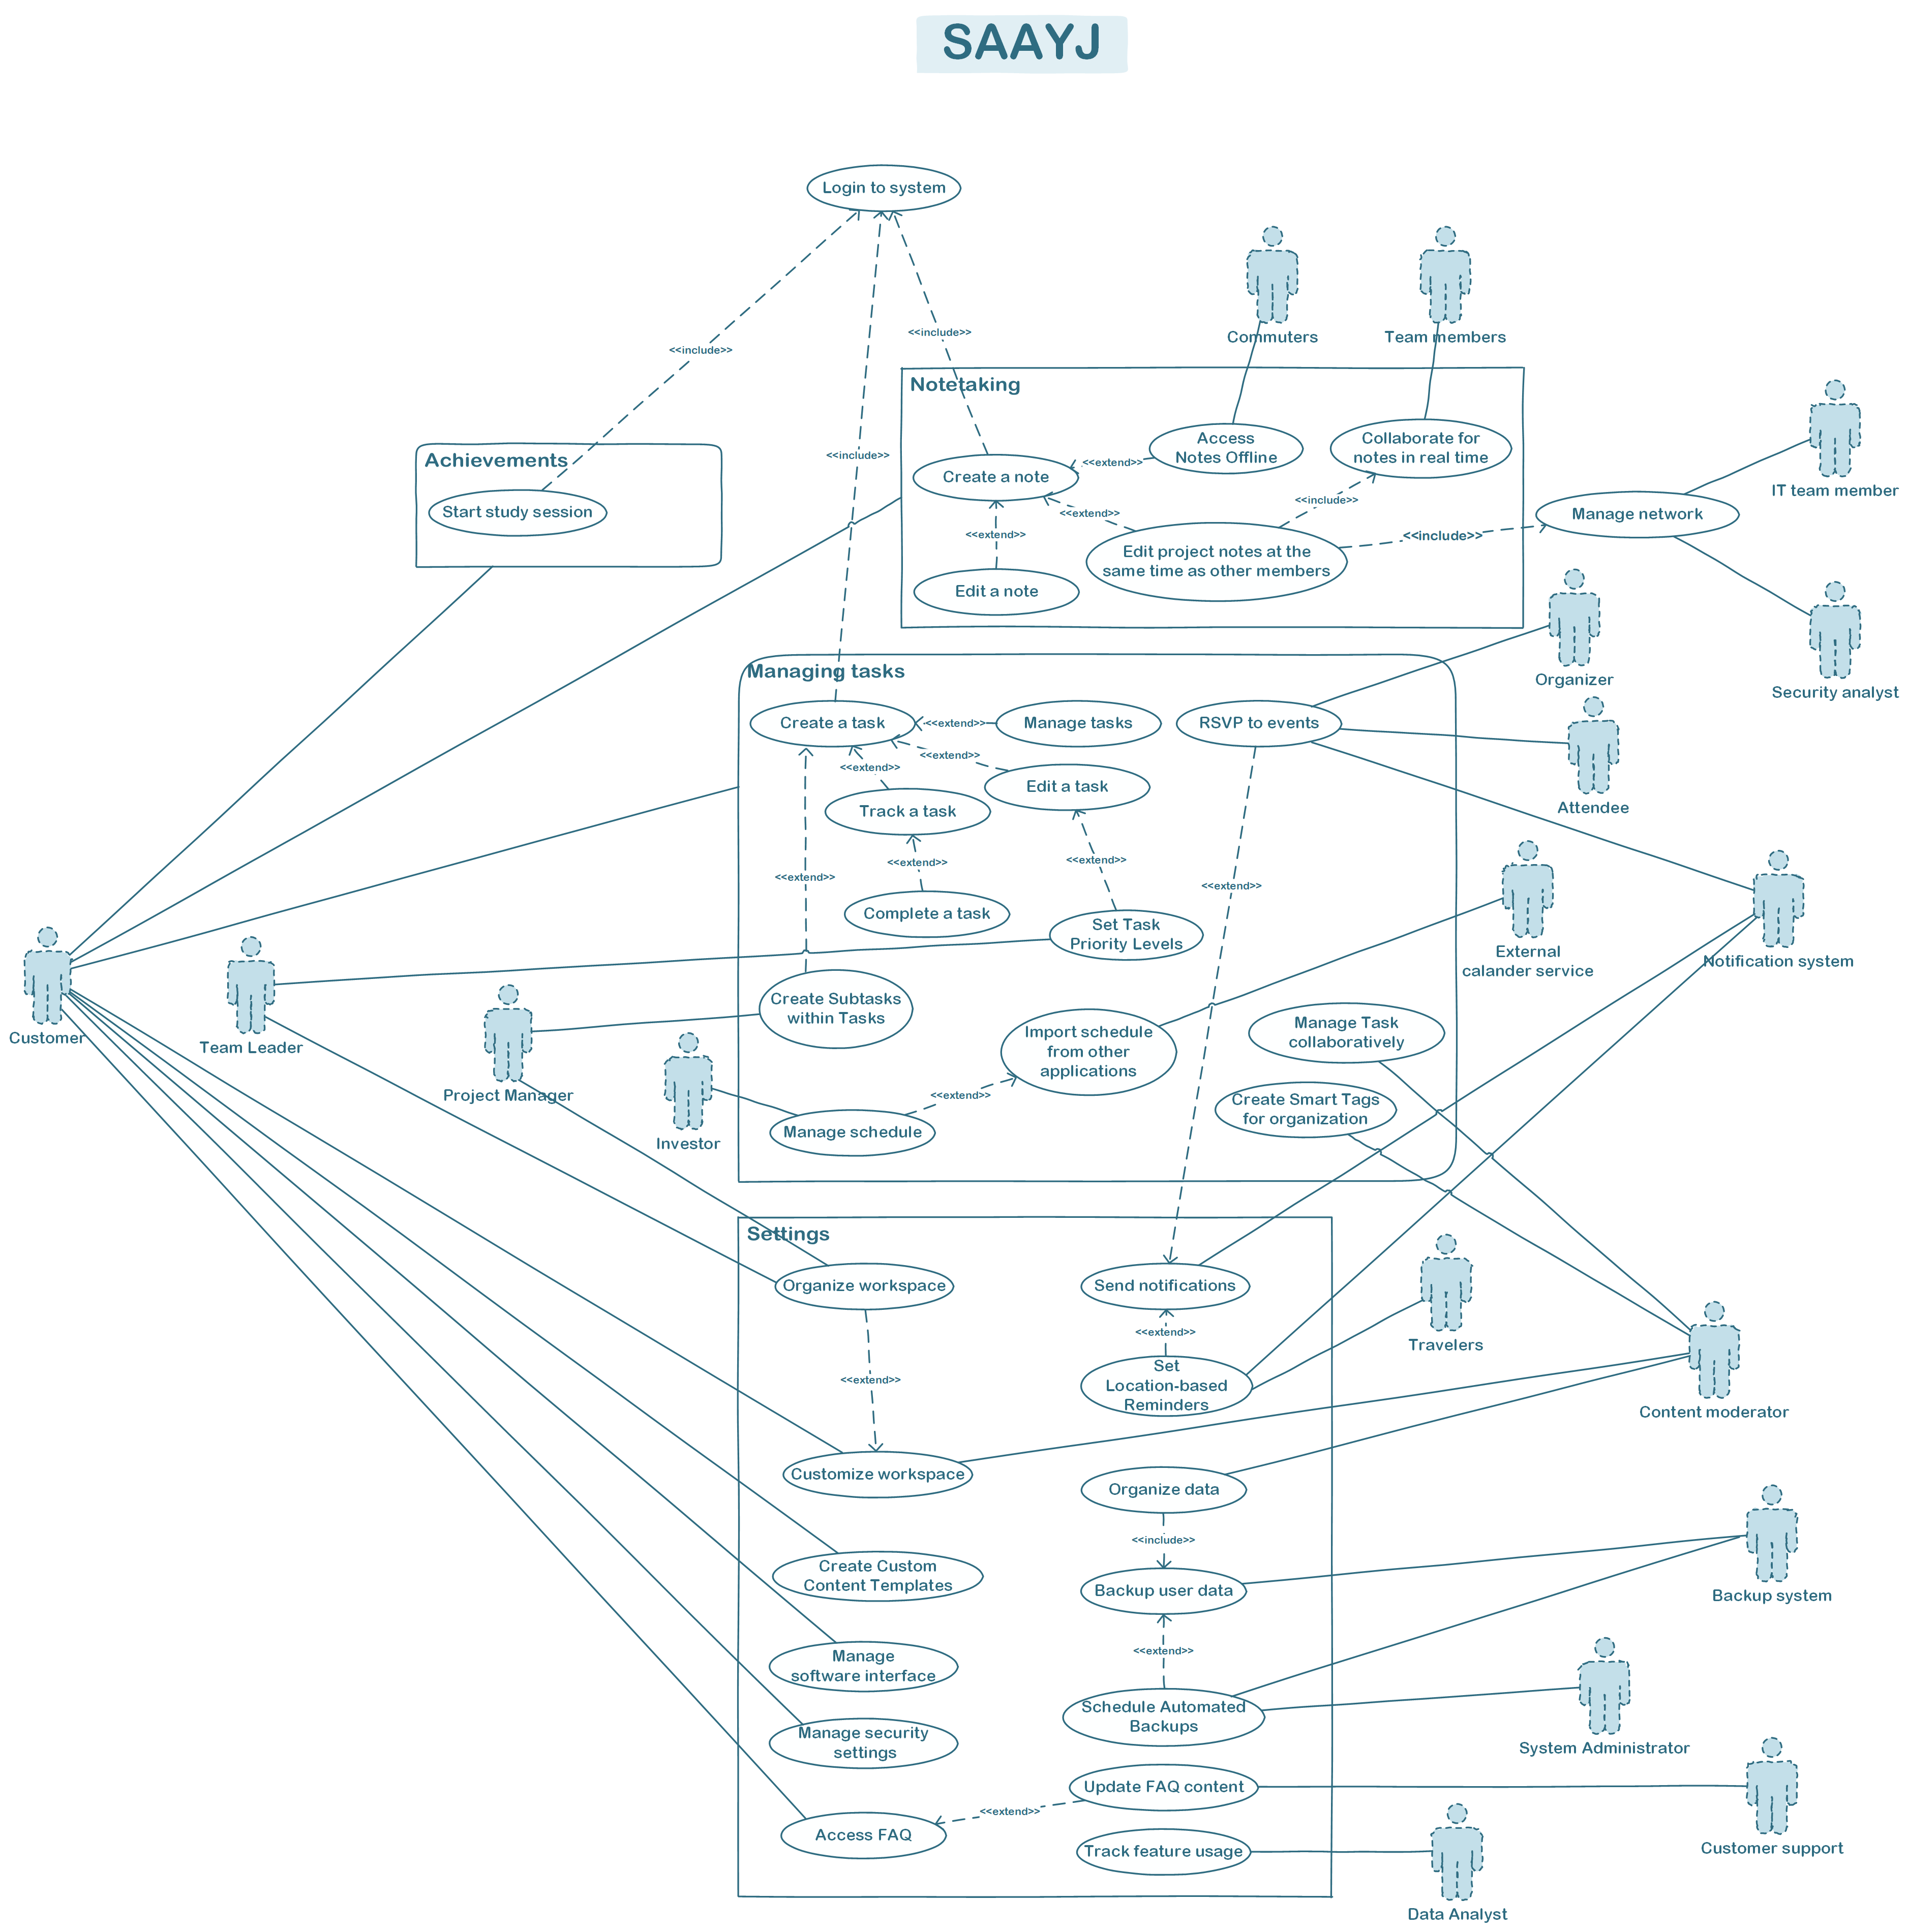 SAAYJ
Login to system
<<include>>
<<include>>
<<include>>
Commuters
Team members
Notetaking
Access
Notes Offline
Collaborate for
notes in real time
Create a note
<<extend>>
<<include>>
<<extend>>
<<extend>>
<<include>>
Edit project notes at the
same time as other members
Edit a note
Manage network
IT team member
Security analyst
Achievements
Start study session
Managing tasks
Create a task
<<extend>>
Manage tasks
RSVP to events
Organizer
Attendee
<<extend>>
<<extend>>
Edit a task
Track a task
<<extend>>
<<extend>>
<<extend>>
<<extend>>
Complete a task
Set Task
Priority Levels
External
calander service
Notification system
Create Subtasks
within Tasks
Import schedule
from other
applications
Manage Task
collaboratively
Create Smart Tags
for organization
<<extend>>
Manage schedule
Customer
Team Leader
Project Manager
Investor
Settings
Organize workspace
Send notifications
<<extend>>
<<extend>>
Set
Location-based
Reminders
Travelers
Content moderator
Customize workspace
Organize data
<<include>>
Create Custom
Content Templates
Backup user data
Backup system
<<extend>>
Manage
software interface
Schedule Automated
Backups
System Administrator
Manage security
settings
Update FAQ content
<<extend>>
Access FAQ
Track feature usage
Customer support
Data Analyst